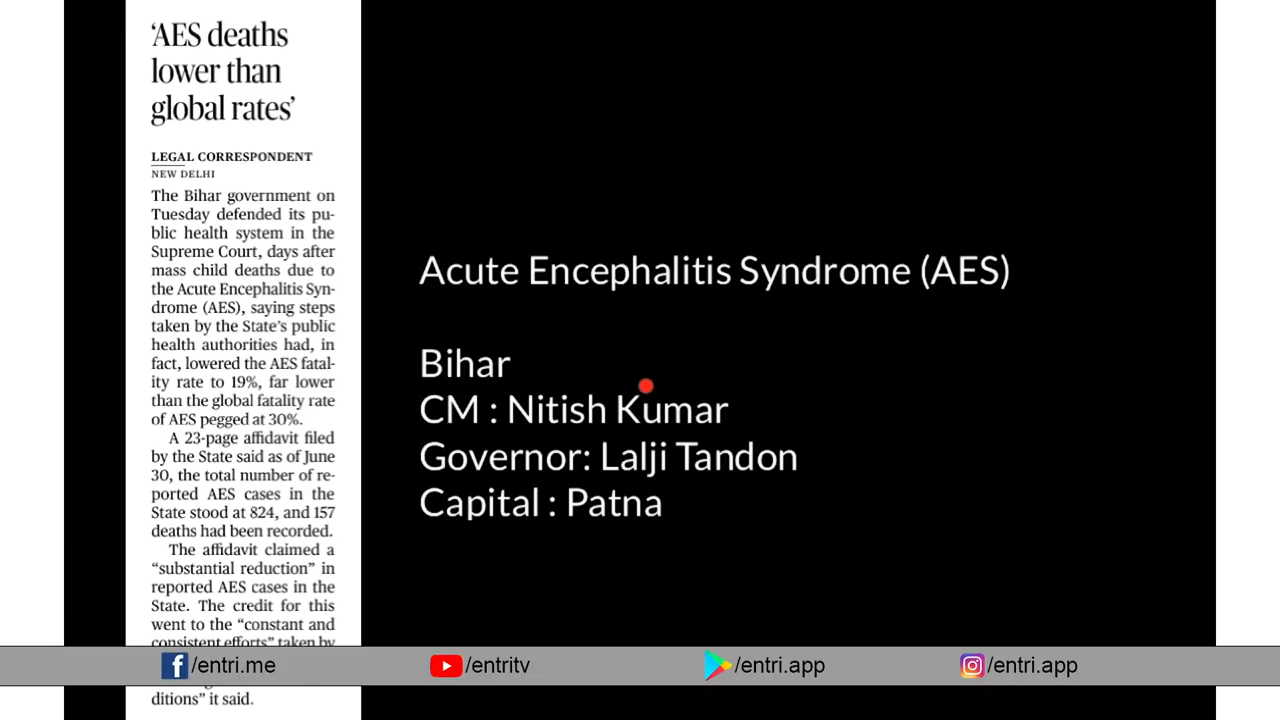 ‘AES deaths
lower than
global rates’
LEGAL CORRESPONDENT
NEW DELHI
The Bihar government on
Tuesday defended its pu-
blic health system in the
Supreme Court, days after
mass child deaths due to
the Acute Encephalitis Syn-
drome (AES), saying steps
taken by the State’s public
health authorities had, in
fact, lowered the AES fatal-
ity rate to 19%, far lower
than the global fatality rate
of AES pegged at 30%.
A 23-page affidavit filed
by the State said as of June
30, the total number of re-
ported AES cases in the
State stood at 824, and 157
deaths had been recorded.
The affidavit claimed a
“substantial reduction” in
reported AES cases in the
State. The credit for this
went to the “constant and
consistent efforts” taken by
ditions” it said.
Acute Encephalitis Syndrome (AES)
Bihar
CM : Nitish Kumar
Governor: Lalji Tandon
Capital : Patna
/entri.me
/entritv
/entri.app
/entri.app